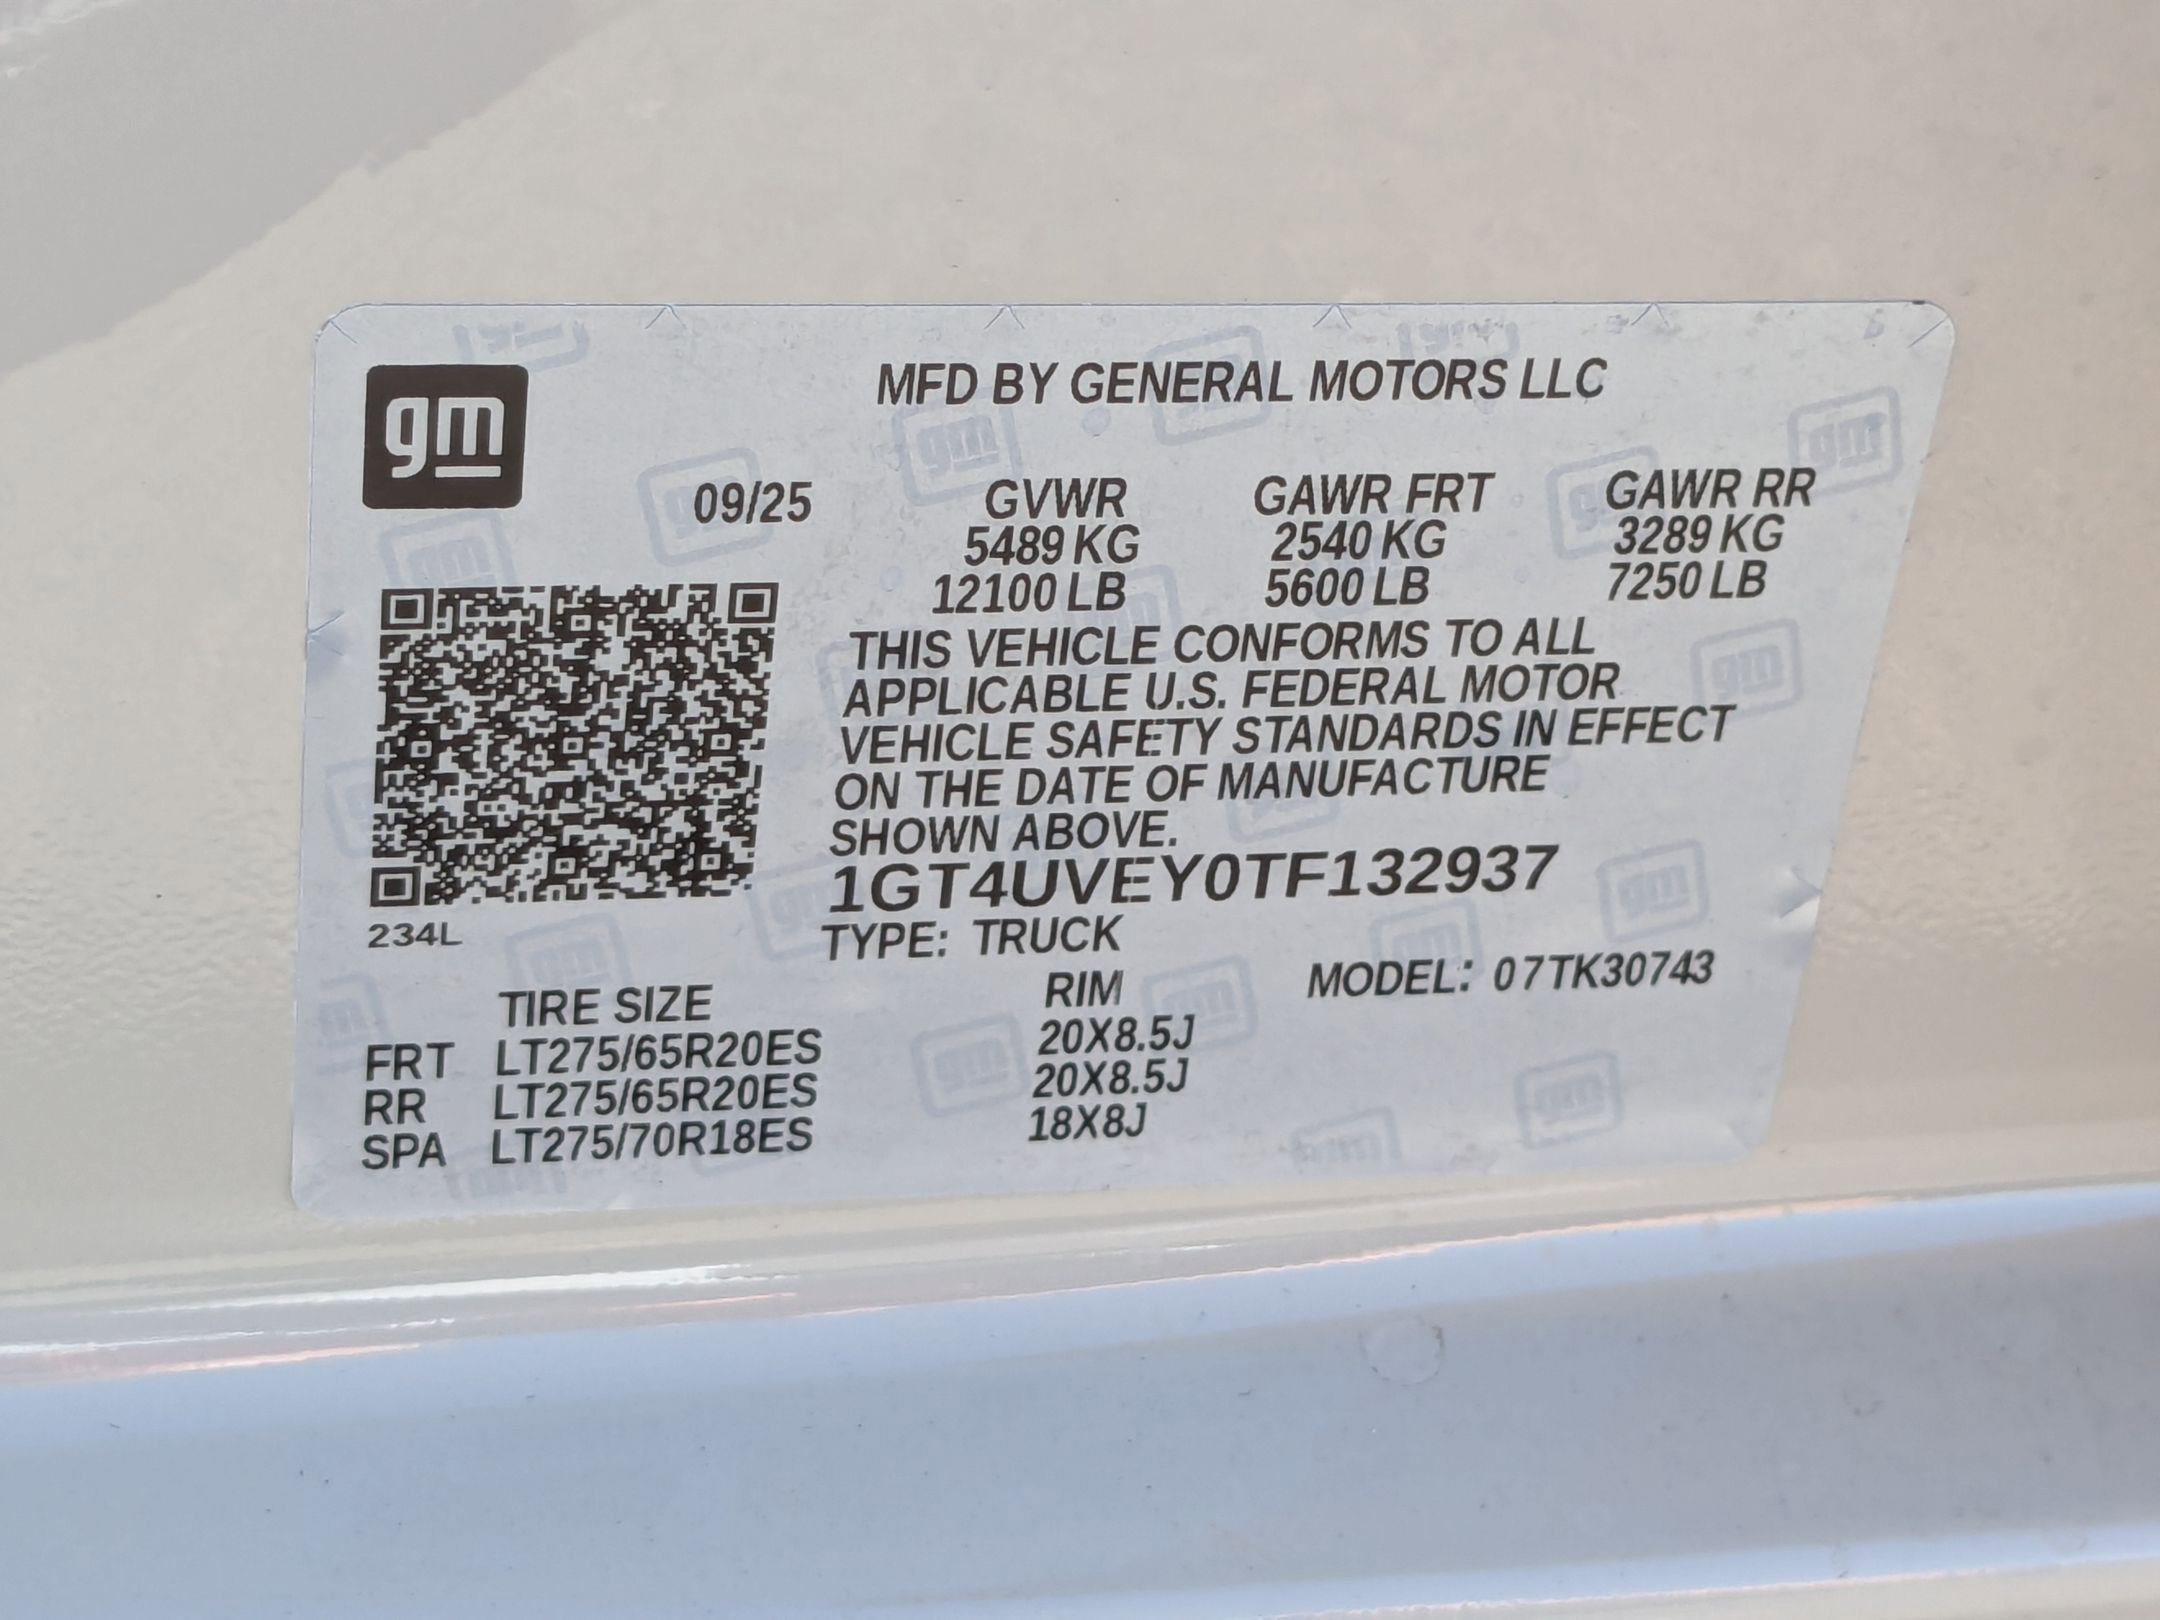 gm
MFD BY GENERAL MOTORS LLC
09/25 GVWR GAWR FRT GAWR RR
5489 KG 2540 KG 3289 KG
12100 LB 5600 LB 7250 LB
THIS VEHICLE CONFORMS TO ALL
APPLICABLE U.S. FEDERAL MOTOR
VEHICLE SAFETY STANDARDS IN EFFECT
ON THE DATE OF MANUFACTURE
SHOWN ABOVE.
1GT4UVEY0TF132937
234L
TYPE: TRUCK
MODEL: 07TK30743
TIRE SIZE RIM
FRT LT275/65R20ES 20X8.5J
RR LT275/65R20ES 20X8.5J
SPA LT275/70R18ES 18X8J